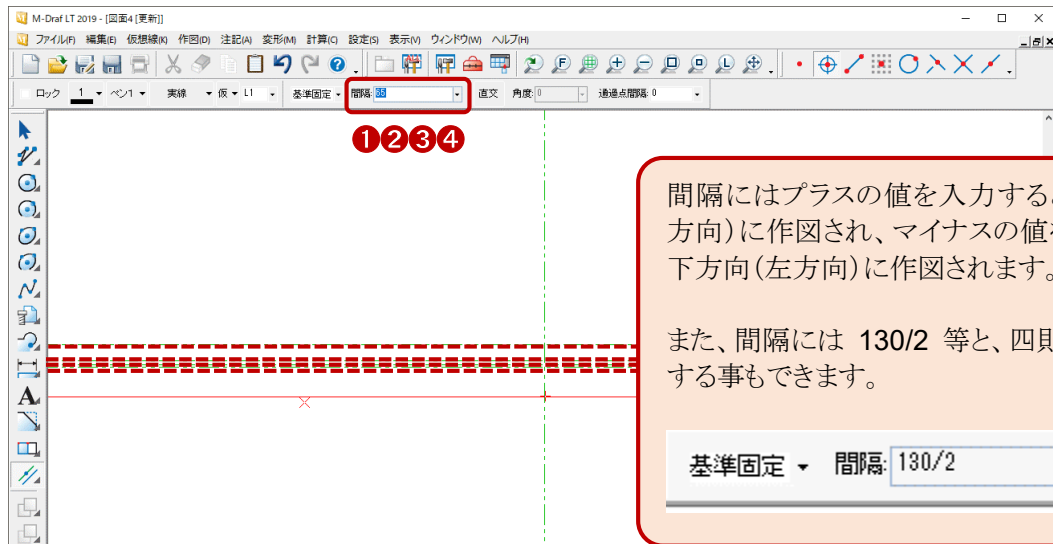 M-Draf LT 2019 - [図面4 [更新]]
ファイル(F) 編集(E) 仮想線(K) 作図(D) 注記(A) 変形(M) 計算(C) 設定(S) 表示(V) ウィンドウ(W) ヘルプ(H)
ロック 1 ペン1 実線 仮 L1 基準固定 間隔: 直交 角度: 0 通過点間隔: 0
❶❷❸❹
間隔にはプラスの値を入力する
方向)に作図され、マイナスの値
下方向(左方向)に作図されます。
また、間隔には 130/2 等と、四則
する事もできます。
基準固定 間隔: 130/2